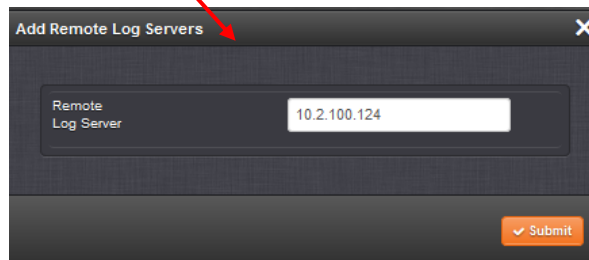 Add Remote Log Servers
Remote
Log Server
10.2.100.124
Submit